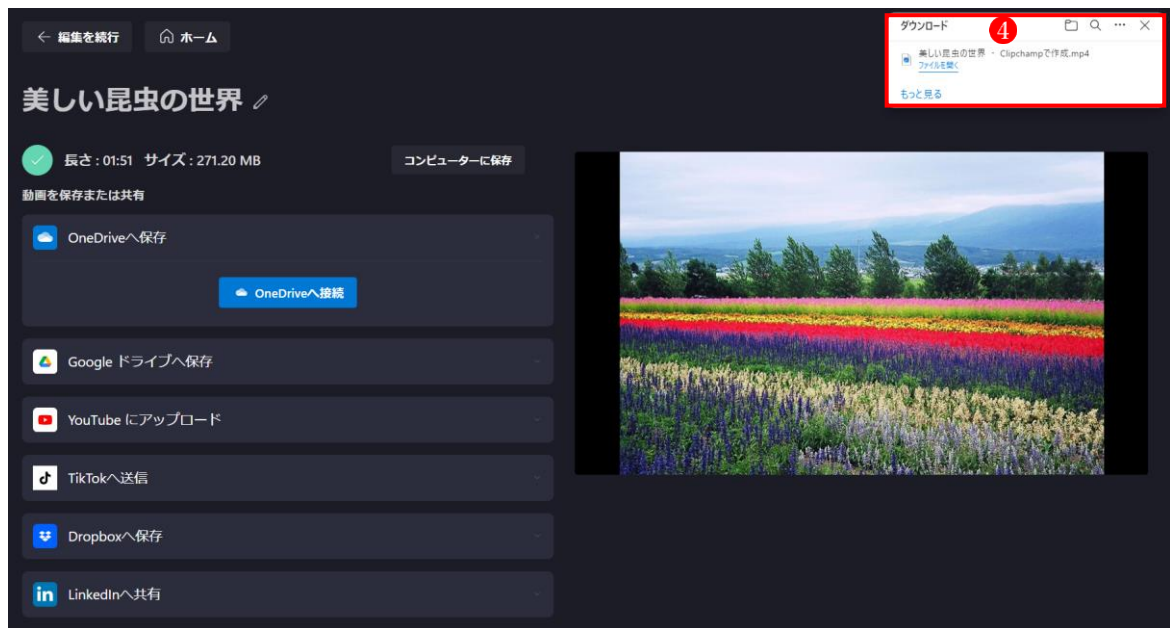 編集を続行
ホーム
ダウンロード
4
美しい昆虫の世界 - Clipchampで作成.mp4
ファイルを開く
もっと見る
美しい昆虫の世界
長さ : 01:51 サイズ : 271.20 MB
コンピューターに保存
動画を保存または共有
OneDriveへ保存
OneDriveへ接続
Google ドライブへ保存
YouTube にアップロード
TikTokへ送信
Dropboxへ保存
LinkedInへ共有